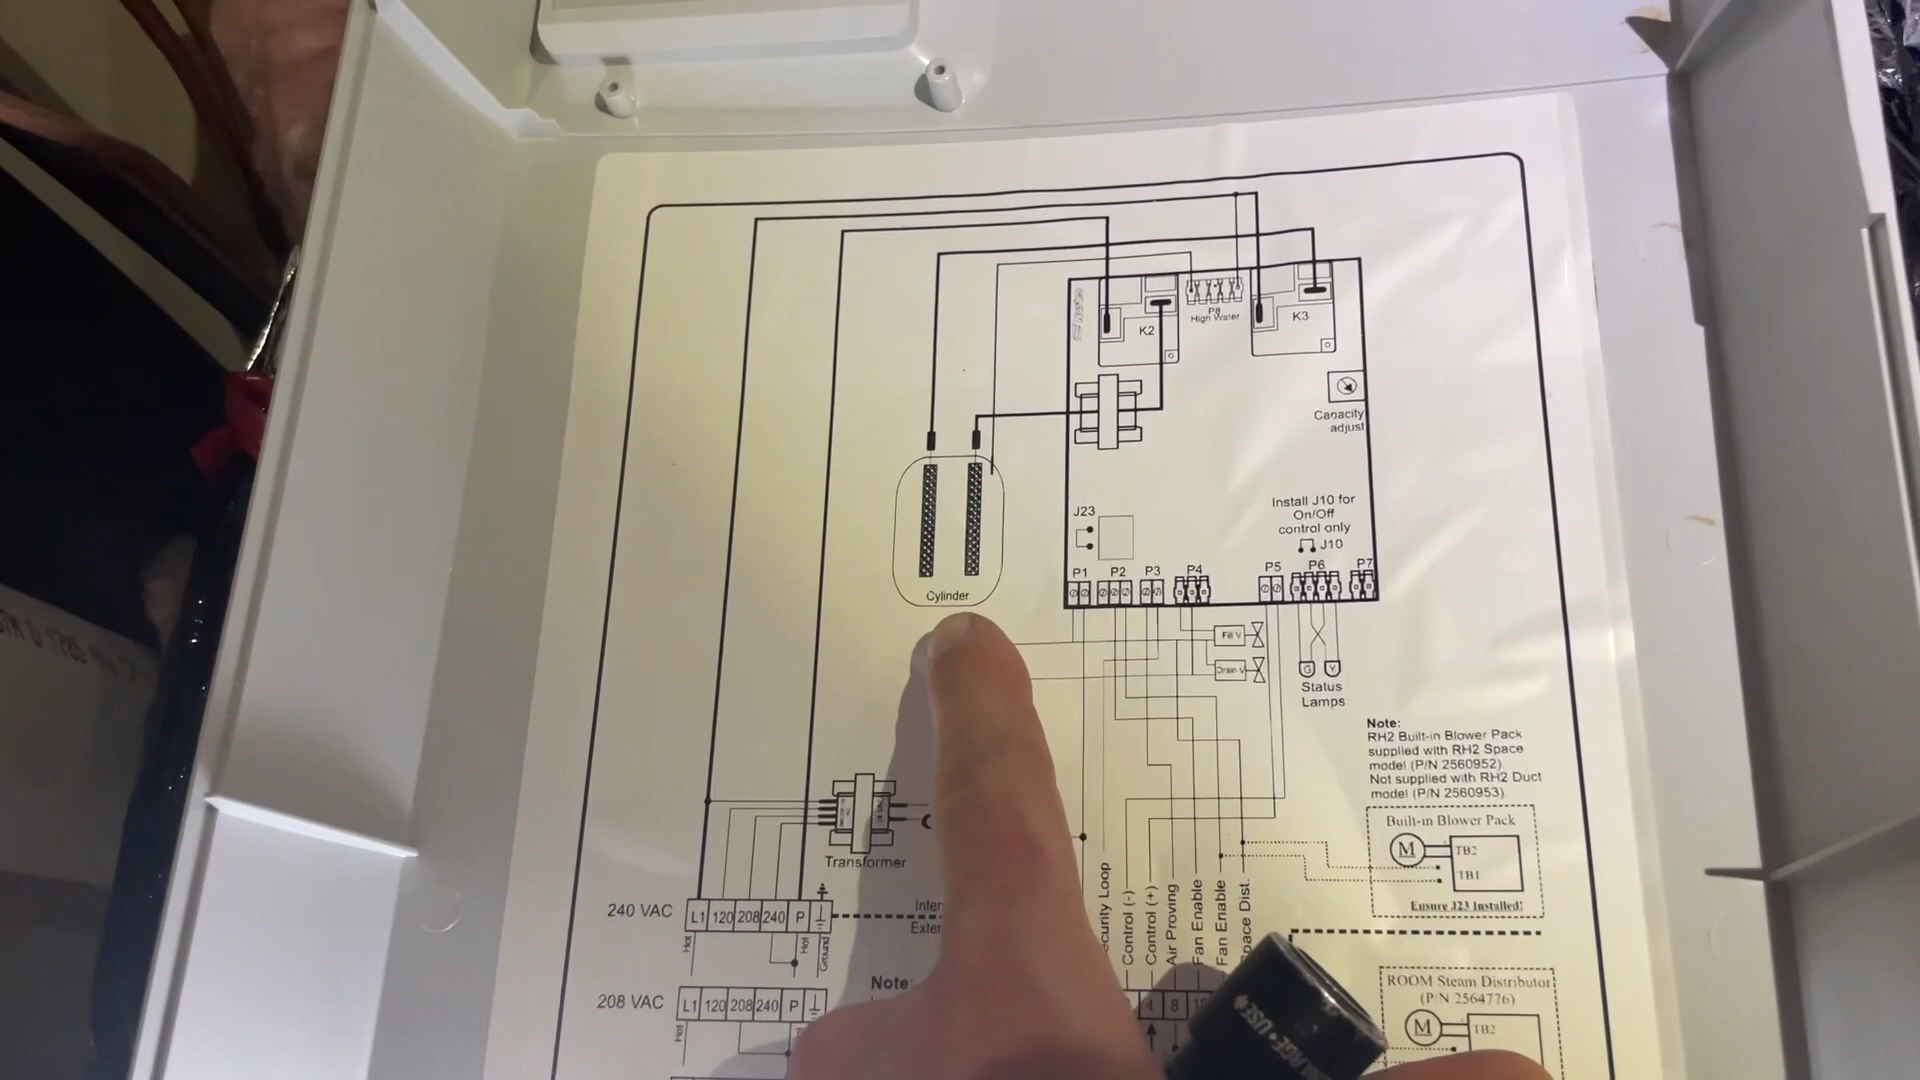 K2
P8
High Water
K3
Capacity
adjust
Install J10 for
On/Off
control only
J10
J23
P1
P2
P3
P4
P5
P6
P7
Cylinder
Fill V
Drain V
G
Y
Status
Lamps
Note:
RH2 Built-in Blower Pack
supplied with RH2 Space
model (P/N 2560952).
Not supplied with RH2 Duct
model (P/N 2560953).
Built-in Blower Pack
M
TB2
TB1
Ensure J23 Installed!
Transformer
240 VAC
L1
120
208
240
P
Hot
Hot
Ground
Note:
Control (-)
Control (+)
Air Proving
Fan Enable
Fan Enable
208 VAC
L1
120
208
240
P
Hot
4
8
ROOM Steam Distributor
(P/N 2564776)
M
TB2